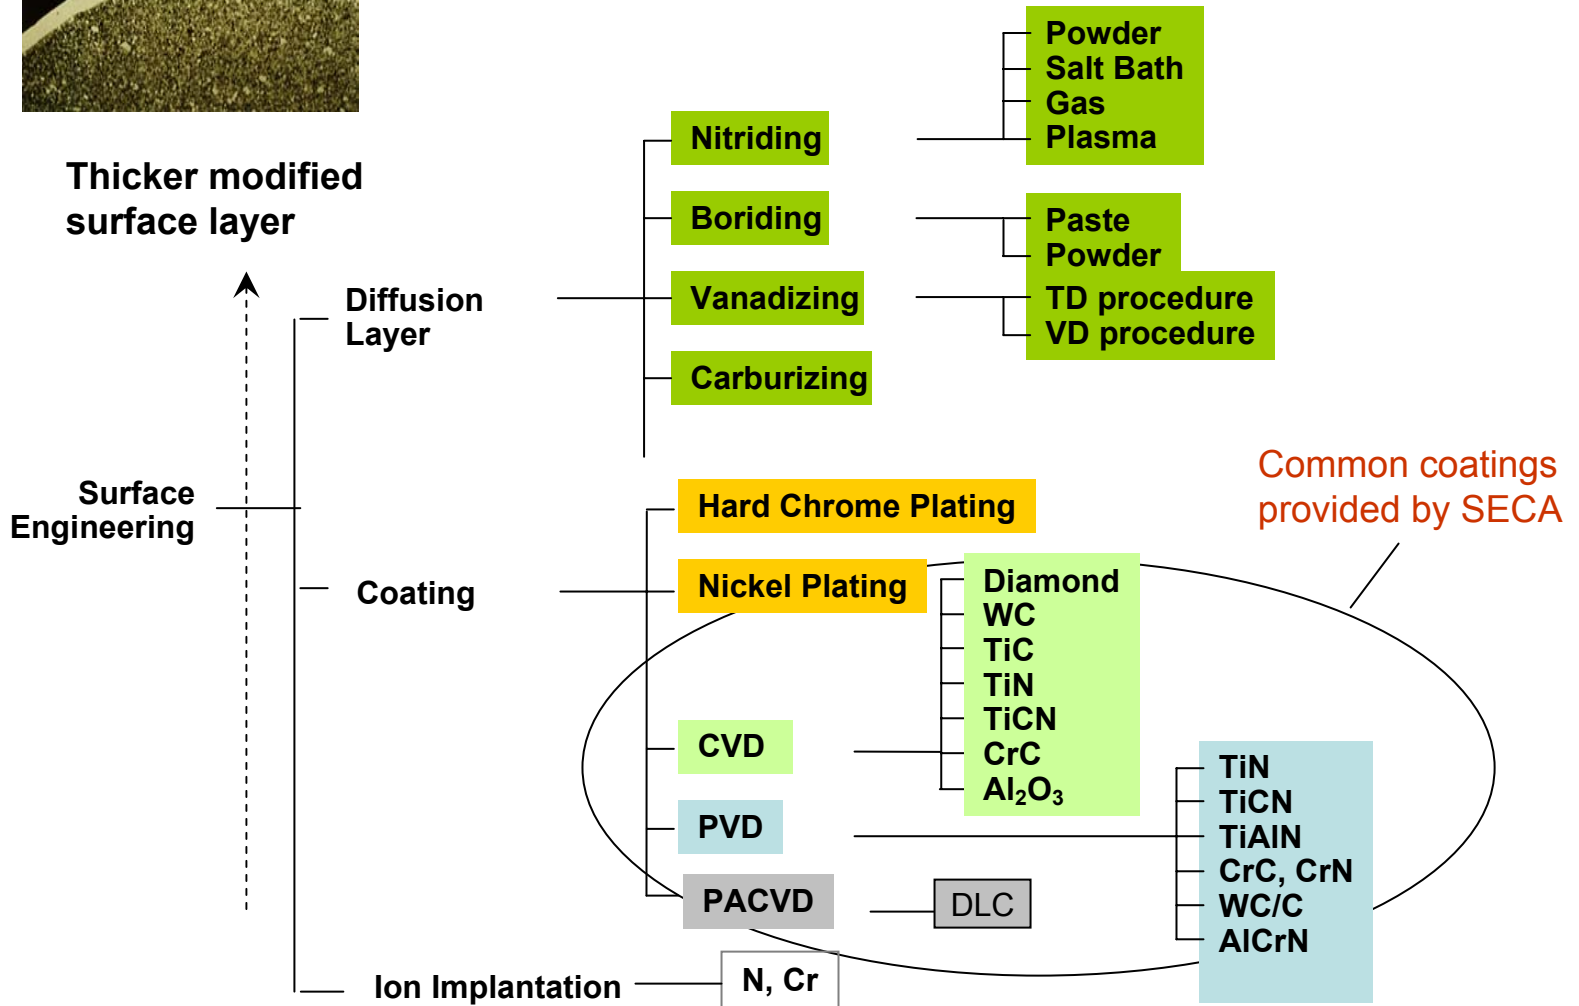 Thicker modified
surface layer
Surface
Engineering
Diffusion
Layer
Nitriding
Powder
Salt Bath
Gas
Plasma
Boriding
Paste
Powder
Vanadizing
TD procedure
VD procedure
Carburizing
Coating
Hard Chrome Plating
Nickel Plating
CVD
Diamond
WC
TiC
TiN
TiCN
CrC
Al₂O₃
PVD
TiN
TiCN
TiAlN
CrC, CrN
WC/C
AlCrN
PACVD
DLC
Ion Implantation
N, Cr
Common coatings
provided by SECA